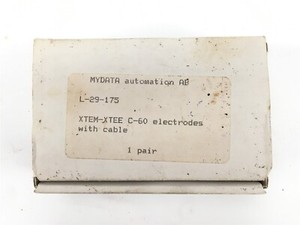 MYDATA automation AB
L-29-175
XTEM-XTEE C-60 electrodes
with cable
1 pair